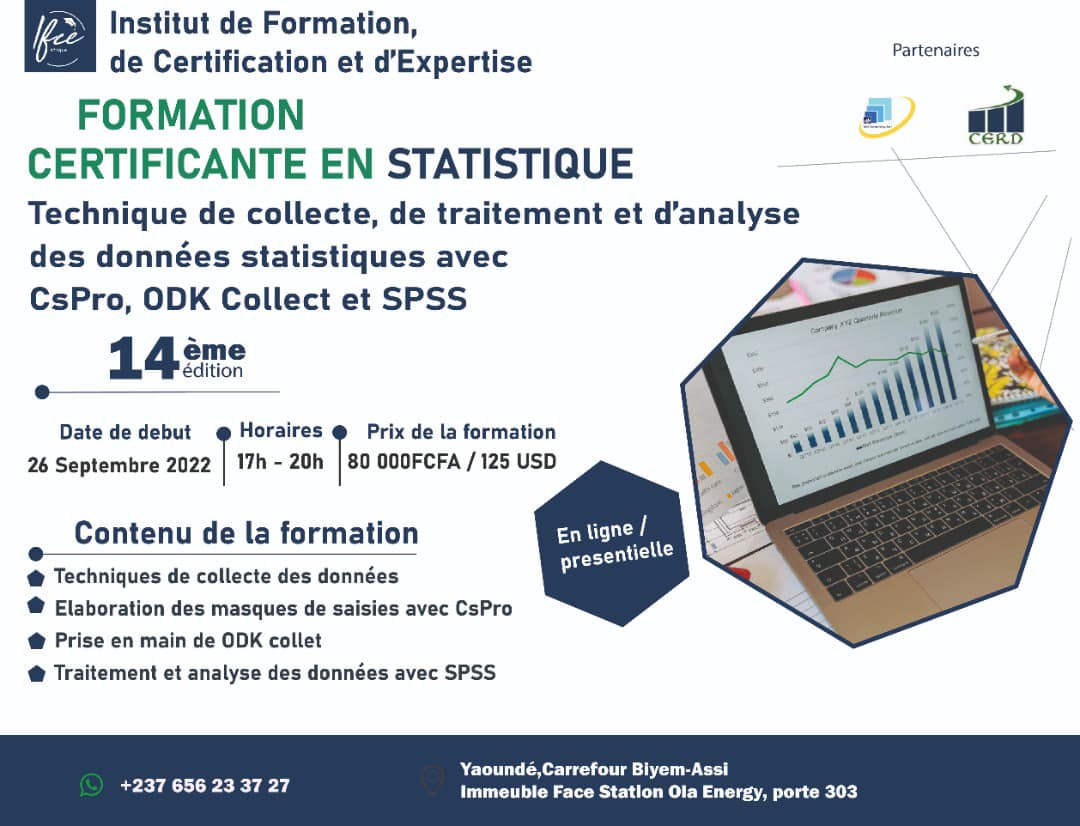 Ifce
Institut de Formation,
de Certification et d'Expertise
Partenaires
CERD
FORMATION
CERTIFICANTE EN STATISTIQUE
Technique de collecte, de traitement et d'analyse
des données statistiques avec
CsPro, ODK Collect et SPSS
14ème
édition
Date de debut
26 Septembre 2022
Horaires
17h - 20h
Prix de la formation
80 000FCFA / 125 USD
Company XYZ Quarterly Revenue
En ligne /
presentielle
Contenu de la formation
Techniques de collecte des données
Elaboration des masques de saisies avec CsPro
Prise en main de ODK collet
Traitement et analyse des données avec SPSS
+237 656 23 37 27
Yaoundé,Carrefour Biyem-Assi
Immeuble Face Station Ola Energy, porte 303